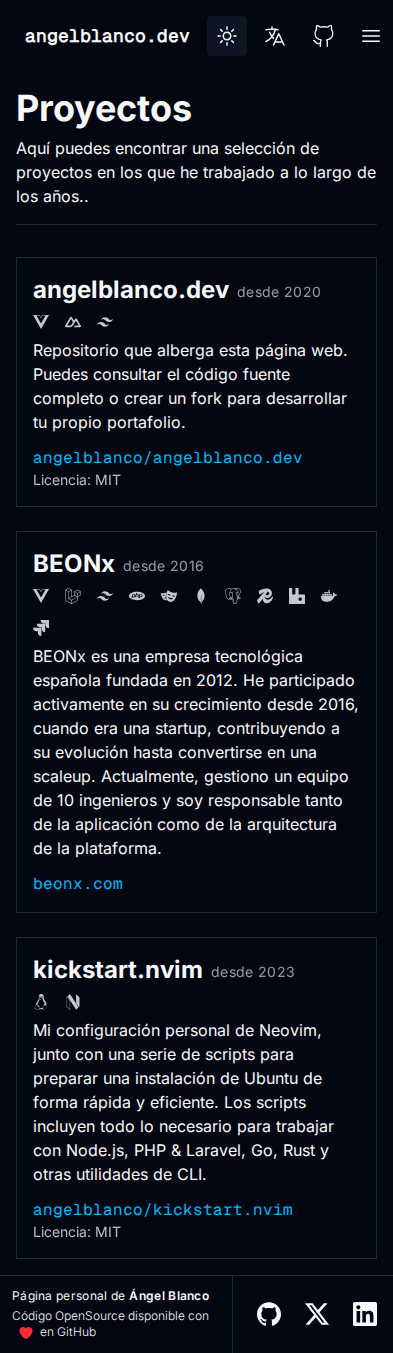 angelblanco.dev
Proyectos
Aquí puedes encontrar una selección de
proyectos en los que he trabajado a lo largo de
los años..
angelblanco.dev desde 2020
Repositorio que alberga esta página web.
Puedes consultar el código fuente
completo o crear un fork para desarrollar
tu propio portafolio.
angelblanco/angelblanco.dev
Licencia: MIT
BEONx desde 2016
php
BEONx es una empresa tecnológica
española fundada en 2012. He participado
activamente en su crecimiento desde 2016,
cuando era una startup, contribuyendo a
su evolución hasta convertirse en una
scaleup. Actualmente, gestiono un equipo
de 10 ingenieros y soy responsable tanto
de la aplicación como de la arquitectura
de la plataforma.
beonx.com
kickstart.nvim desde 2023
Mi configuración personal de Neovim,
junto con una serie de scripts para
preparar una instalación de Ubuntu de
forma rápida y eficiente. Los scripts
incluyen todo lo necesario para trabajar
con Node.js, PHP & Laravel, Go, Rust y
otras utilidades de CLI.
angelblanco/kickstart.nvim
Licencia: MIT
Página personal de Ángel Blanco
Código OpenSource disponible con
en GitHub